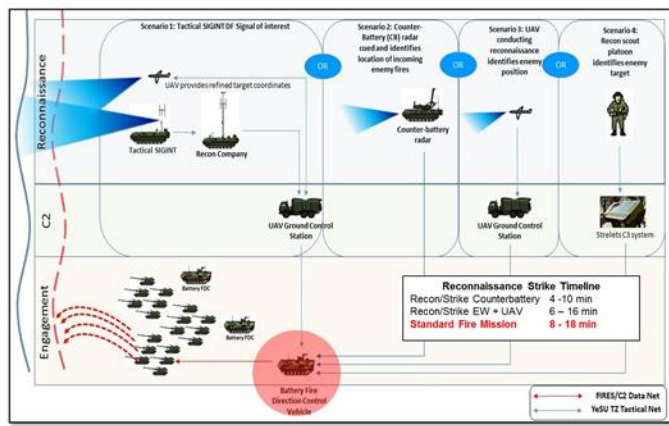 Scenario 1: Tactical SIGINT DF Signal of interest
Scenario 2: Counter-
Battery (CB) radar
cued and identifies
location of incoming
enemy fires
Scenario 3: UAV
conducting
reconnaissance
identifies enemy
position
Scenario 4:
Recon scout
platoon
identifies enemy
target
OR
OR
OR
Reconnaissance
UAV provides refined target coordinates
Tactical SIGINT
Recon Company
Counter-battery
radar
C2
UAV Ground Control
Station
UAV Ground Control
Station
Strelets C3 system
Engagement
Battery FDC
Battery FDC
Reconnaissance Strike Timeline
Recon/Strike Counterbattery 4 -10 min
Recon/Strike EW + UAV 6 – 16 min
Standard Fire Mission 8 - 18 min
Battery Fire
Direction Control
Vehicle
FIRES/C2 Data Net
YeSU TZ Tactical Net